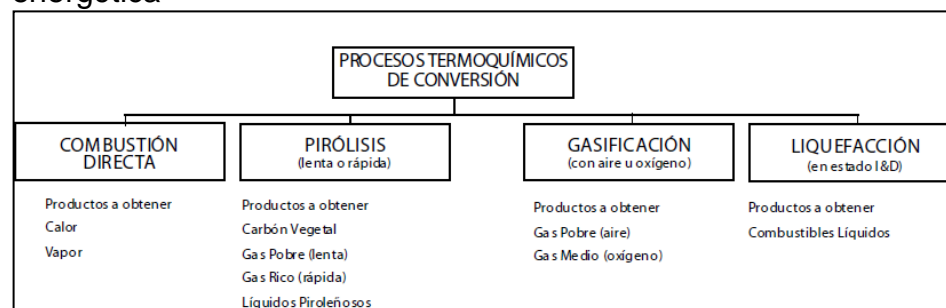 energética
PROCESOS TERMOQUÍMICOS
DE CONVERSIÓN
COMBUSTIÓN
DIRECTA
PIRÓLISIS
(lenta o rápida)
GASIFICACIÓN
(con aire u oxígeno)
LIQUEFACCIÓN
(en estado I&D)
Productos a obtener
Calor
Vapor
Productos a obtener
Carbón Vegetal
Gas Pobre (lenta)
Gas Rico (rápida)
Líquidos Piroleñosos
Productos a obtener
Gas Pobre (aire)
Gas Medio (oxígeno)
Productos a obtener
Combustibles Líquidos